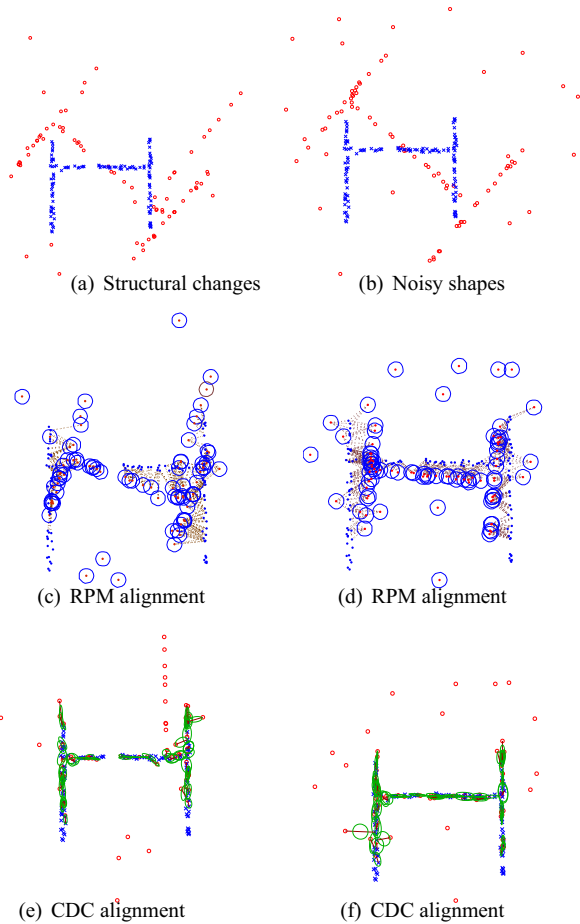 (a) Structural changes
(b) Noisy shapes
(c) RPM alignment
(d) RPM alignment
(e) CDC alignment
(f) CDC alignment